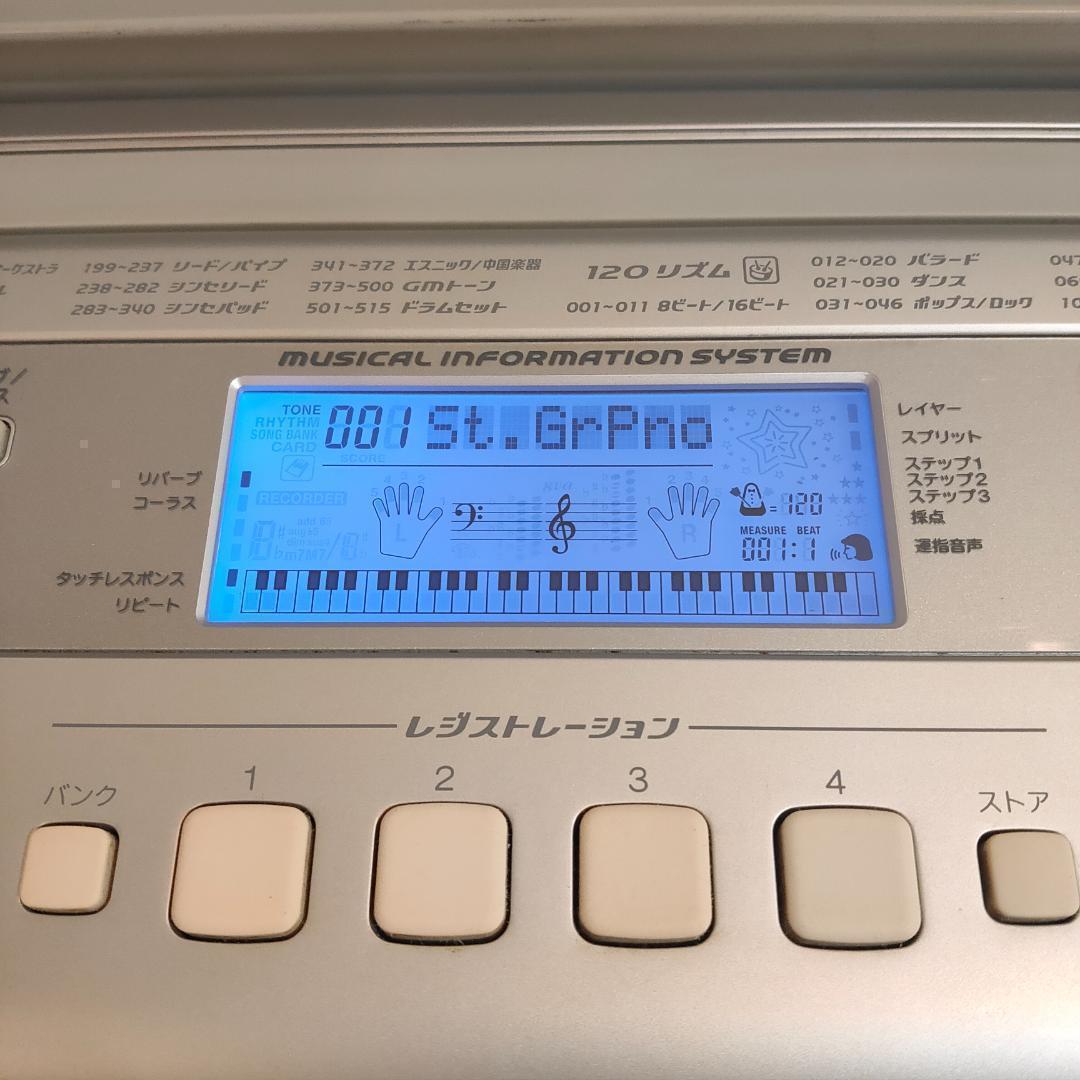 ーケストラ 199~237 リード/パイプ 341~372 エスニック/中国楽器 120 リズム 012~020 バラード 047
238~282 シンセリード 373~500 GMトーン 021~030 ダンス 06
283~340 シンセパッド 501~515 ドラムセット 001~011 8ビート/16ビート 031~046 ポップス/ロック 10
MUSICAL INFORMATION SYSTEM
TONE 001 St.GrPno
RHYTHM
SONG BANK
CARD
SCORE
リバーブ
コーラス
RECORDER
タッチレスポンス
リピート
L
R
8va
=120
MEASURE BEAT
001:1
レイヤー
スプリット
ステップ1
ステップ2
ステップ3
採点
運指音声
レジストレーション
バンク 1 2 3 4 ストア